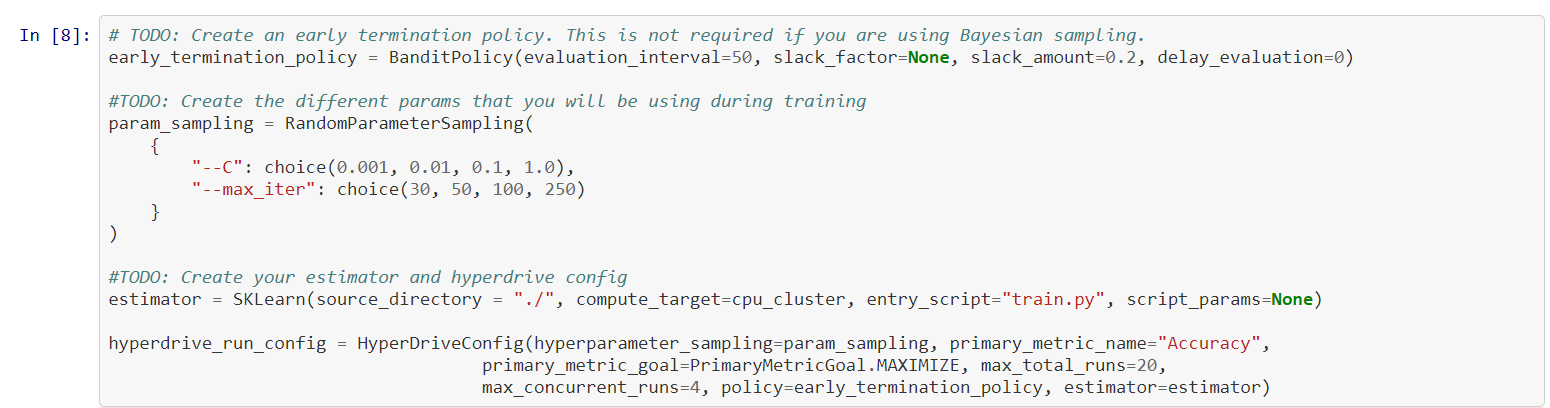 In [8]: # TODO: Create an early termination policy. This is not required if you are using Bayesian sampling.
early_termination_policy = BanditPolicy(evaluation_interval=50, slack_factor=None, slack_amount=0.2, delay_evaluation=0)
#TODO: Create the different params that you will be using during training
param_sampling = RandomParameterSampling(
    {
        "--C": choice(0.001, 0.01, 0.1, 1.0),
        "--max_iter": choice(30, 50, 100, 250)
    }
)
#TODO: Create your estimator and hyperdrive config
estimator = SKLearn(source_directory = "./", compute_target=cpu_cluster, entry_script="train.py", script_params=None)
hyperdrive_run_config = HyperDriveConfig(hyperparameter_sampling=param_sampling, primary_metric_name="Accuracy",
                                    primary_metric_goal=PrimaryMetricGoal.MAXIMIZE, max_total_runs=20,
                                    max_concurrent_runs=4, policy=early_termination_policy, estimator=estimator)